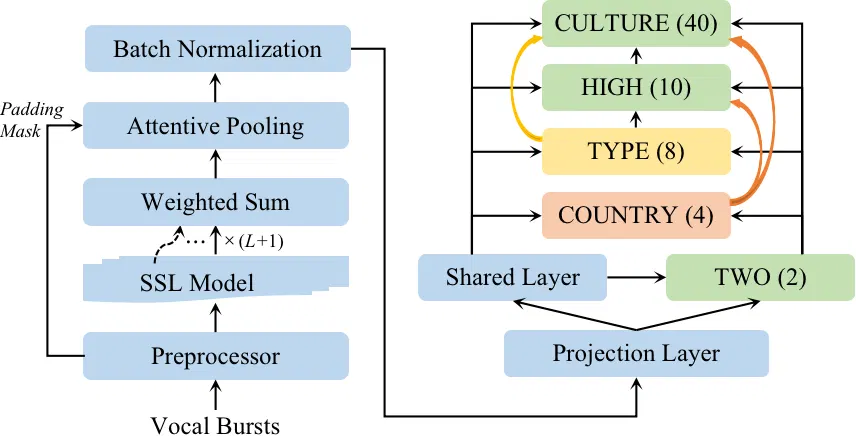 Batch Normalization
Padding
Mask
Attentive Pooling
Weighted Sum
... × (L+1)
SSL Model
Preprocessor
Vocal Bursts
CULTURE (40)
HIGH (10)
TYPE (8)
COUNTRY (4)
Shared Layer
TWO (2)
Projection Layer